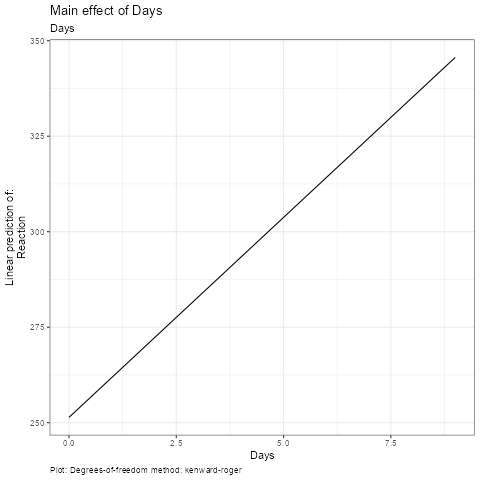 Main effect of Days
Days
350
325
300
275
250
Linear prediction of:
Reaction
0.0
2.5
5.0
7.5
Days
Plot: Degrees-of-freedom method: kenward-roger